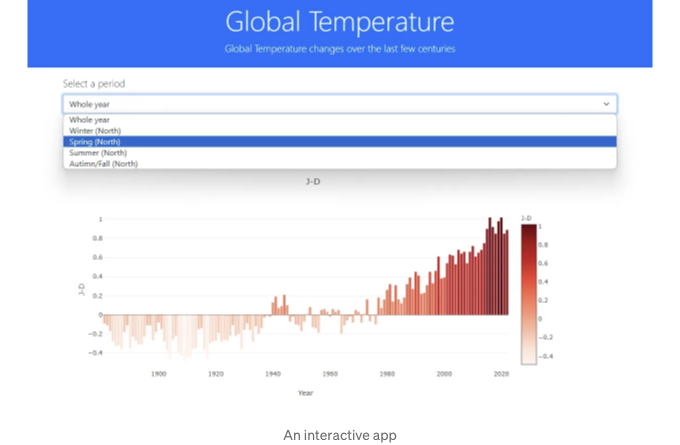 Global Temperature
Global Temperature changes over the last few centuries
Select a period
Whole year
Whole year
Winter (North)
Spring (North)
Summer (North)
Autimn/Fall (North)
J-D
1
0.8
0.6
0.4
0.2
0
−0.2
−0.4
J-D
1900
1920
1940
1960
1980
2000
2020
Year
J-D
1
0.8
0.6
0.4
0.2
0
−0.2
−0.4
An interactive app